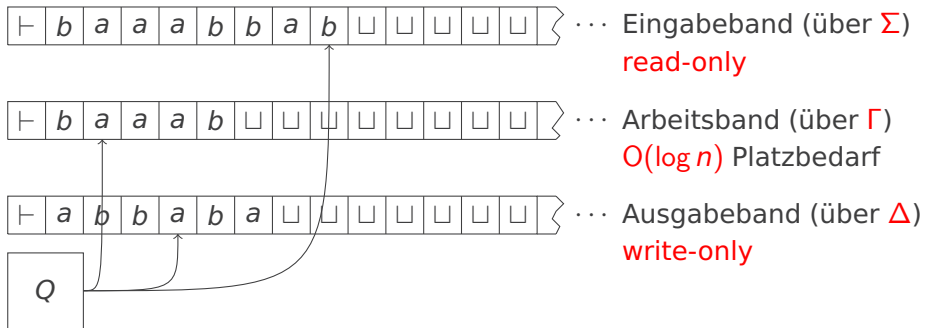 ⊢ b a a a b b a b ⊔ ⊔ ⊔ ⊔ ⊔ ··· Eingabeband (über Σ)
read-only
⊢ b a a a b ⊔ ⊔ ⊔ ⊔ ⊔ ⊔ ⊔ ⊔ ··· Arbeitsband (über Γ)
O(log n) Platzbedarf
⊢ a b b a b a ⊔ ⊔ ⊔ ⊔ ⊔ ⊔ ⊔ ··· Ausgabeband (über Δ)
write-only
Q